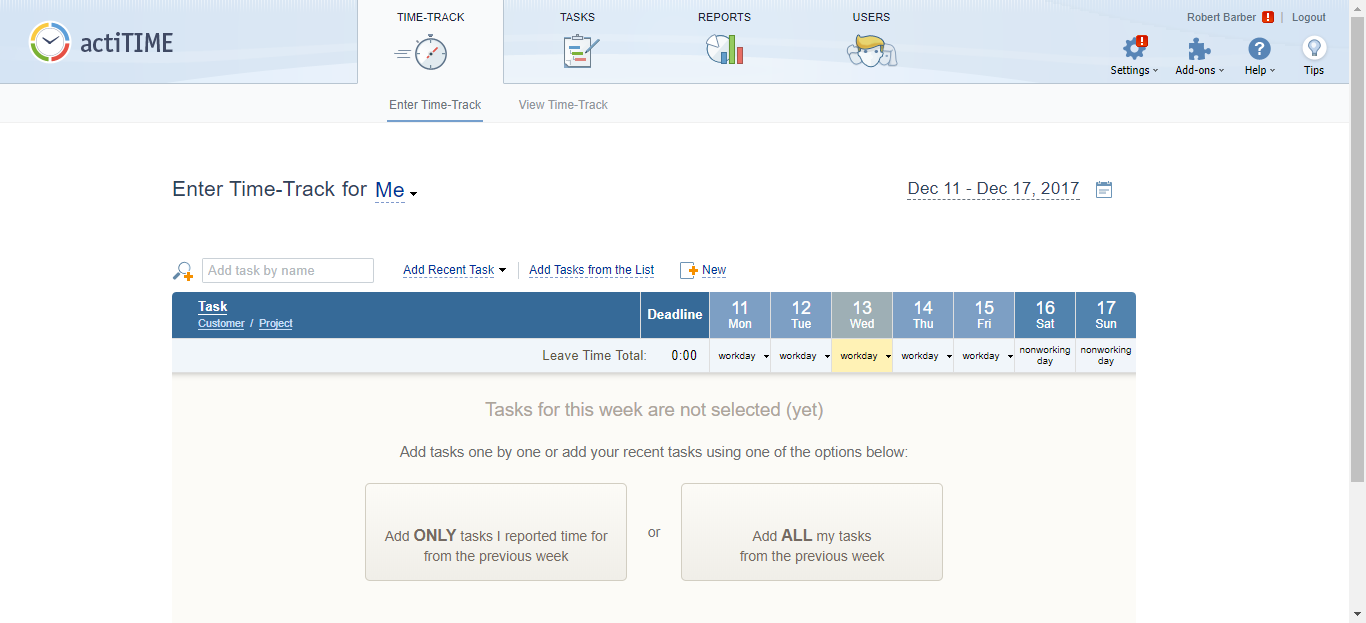 actiTIME
TIME-TRACK
TASKS
REPORTS
USERS
Robert Barber ! | Logout
Settings
Add-ons
Help
Tips
Enter Time-Track
View Time-Track
Enter Time-Track for Me
Dec 11 - Dec 17, 2017
Add task by name
Add Recent Task
Add Tasks from the List
New
Task
Customer / Project
Deadline
11 Mon
12 Tue
13 Wed
14 Thu
15 Fri
16 Sat
17 Sun
Leave Time Total: 0:00
workday
workday
workday
workday
workday
nonworking
day
nonworking
day
Tasks for this week are not selected (yet)
Add tasks one by one or add your recent tasks using one of the options below:
Add ONLY tasks I reported time for
from the previous week
or
Add ALL my tasks
from the previous week